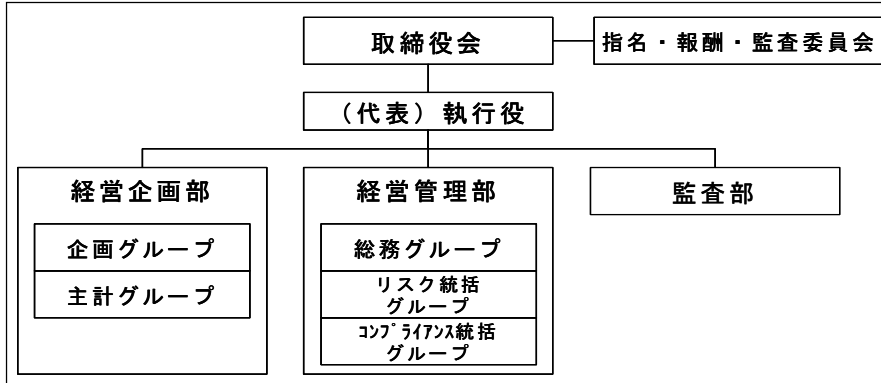 取締役会
指名・報酬・監査委員会
（代表）執行役
経営企画部
企画グループ
主計グループ
経営管理部
総務グループ
リスク統括
グループ
ｺﾝﾌﾟﾗｲｱﾝｽ統括
グループ
監査部